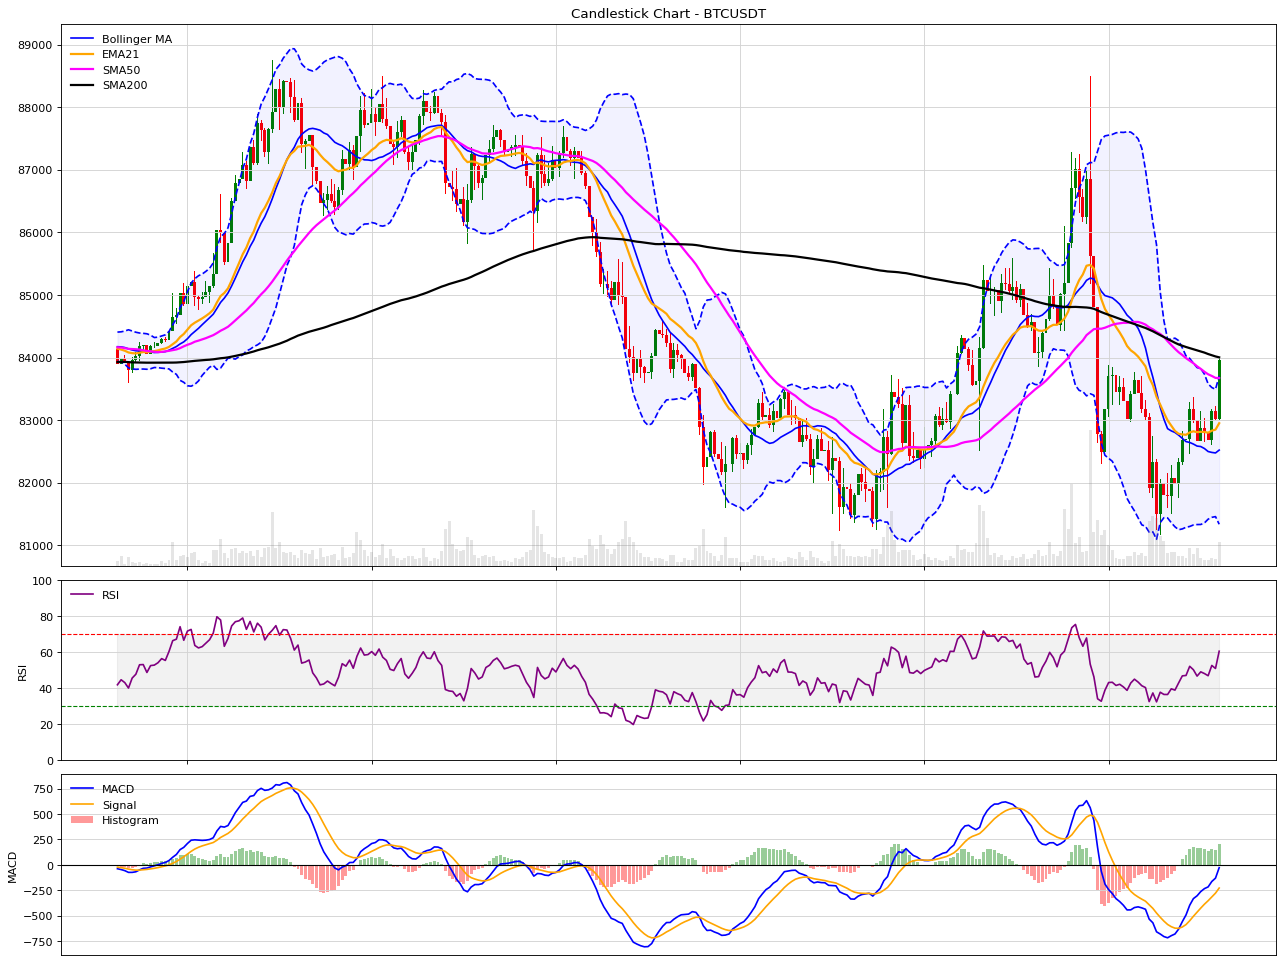 Candlestick Chart - BTCUSDT
Bollinger MA
EMA21
SMA50
SMA200
89000
88000
87000
86000
85000
84000
83000
82000
81000
RSI
RSI
100
80
60
40
20
0
MACD
Signal
Histogram
MACD
750
500
250
0
−250
−500
−750